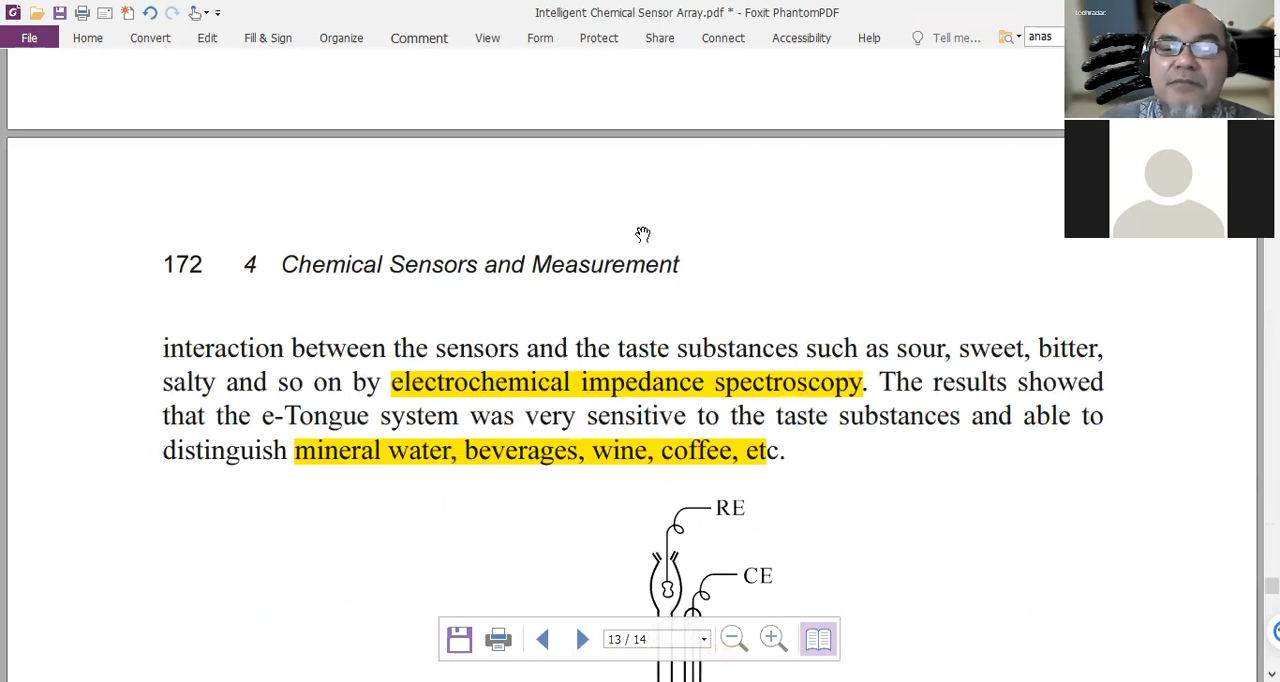 Intelligent Chemical Sensor Array.pdf * - Foxit PhantomPDF
File Home Convert Edit Fill & Sign Organize Comment View Form Protect Share Connect Accessibility Help Tell me... anas
techradar.
172 4 Chemical Sensors and Measurement
interaction between the sensors and the taste substances such as sour, sweet, bitter,
salty and so on by electrochemical impedance spectroscopy. The results showed
that the e-Tongue system was very sensitive to the taste substances and able to
distinguish mineral water, beverages, wine, coffee, etc.
RE
CE
13 / 14